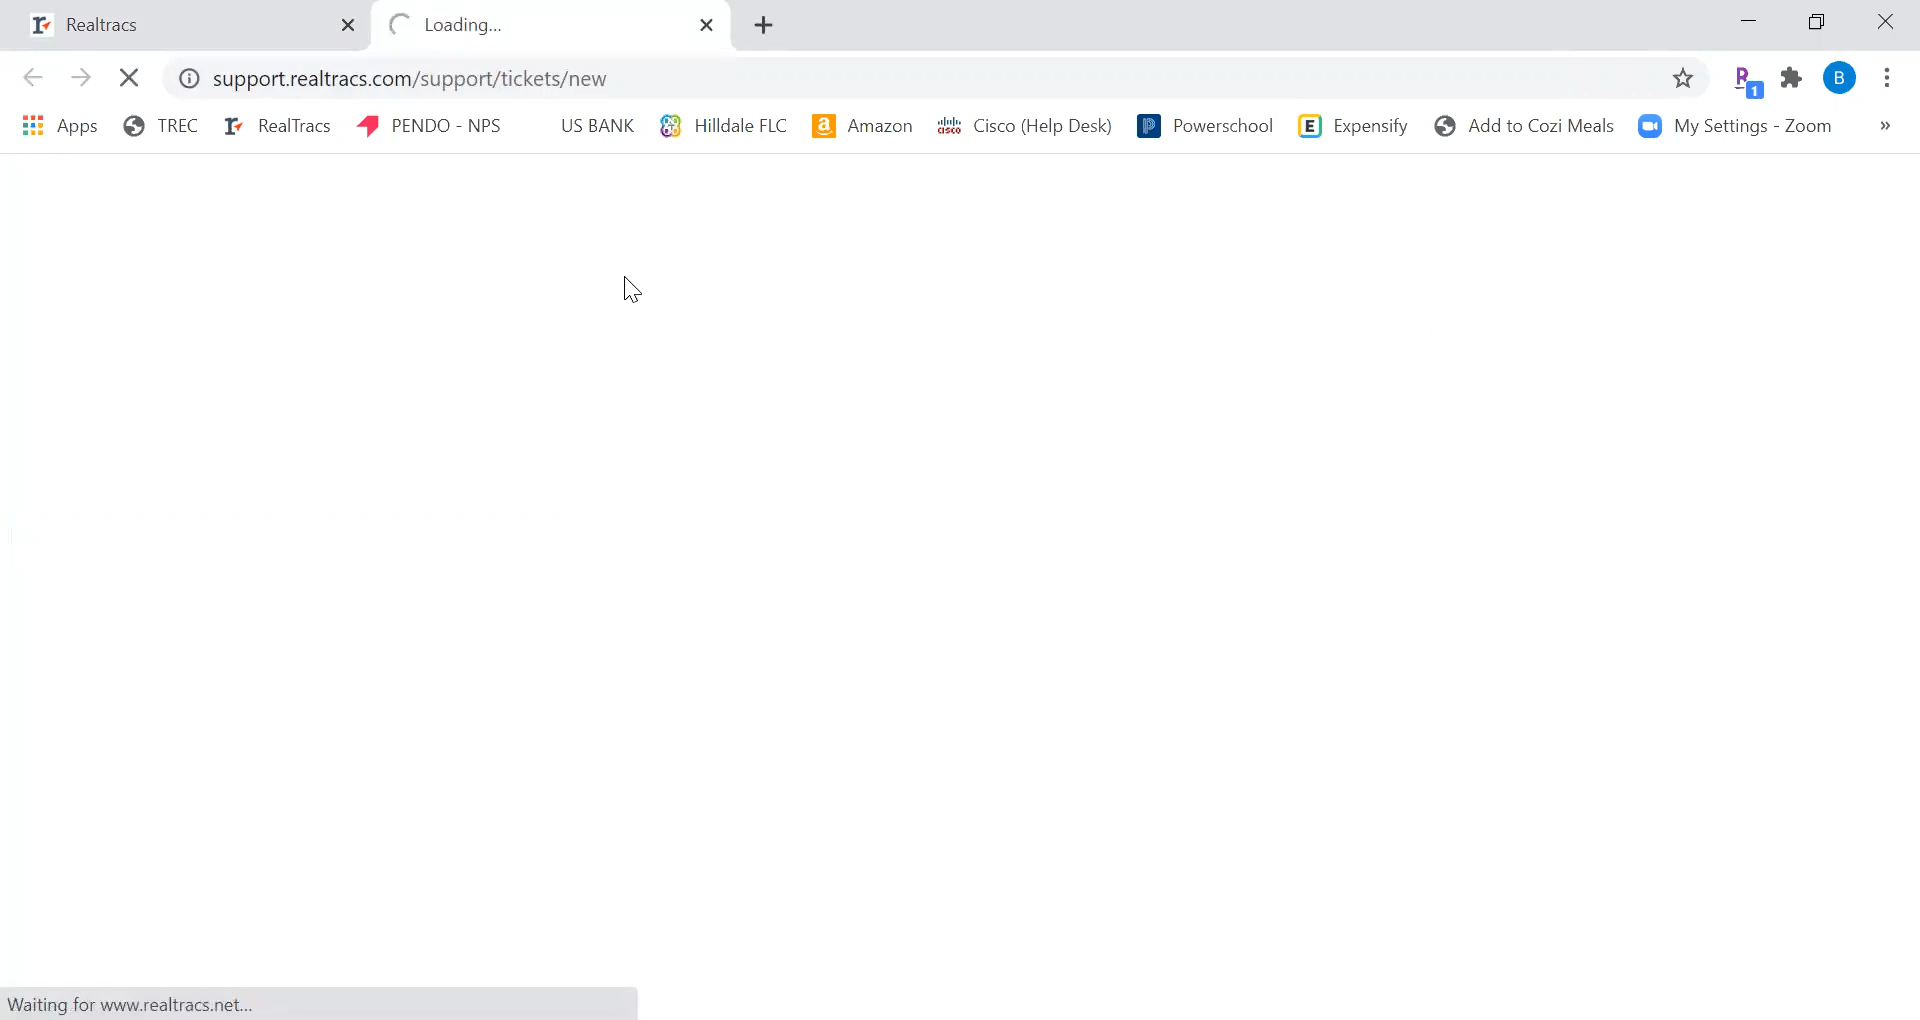 Realtracs
Loading...
support.realtracs.com/support/tickets/new
1
B
Apps
TREC
RealTracs
PENDO - NPS
US BANK
Hilldale FLC
Amazon
Cisco (Help Desk)
Powerschool
Expensify
Add to Cozi Meals
My Settings - Zoom
»
Waiting for www.realtracs.net...